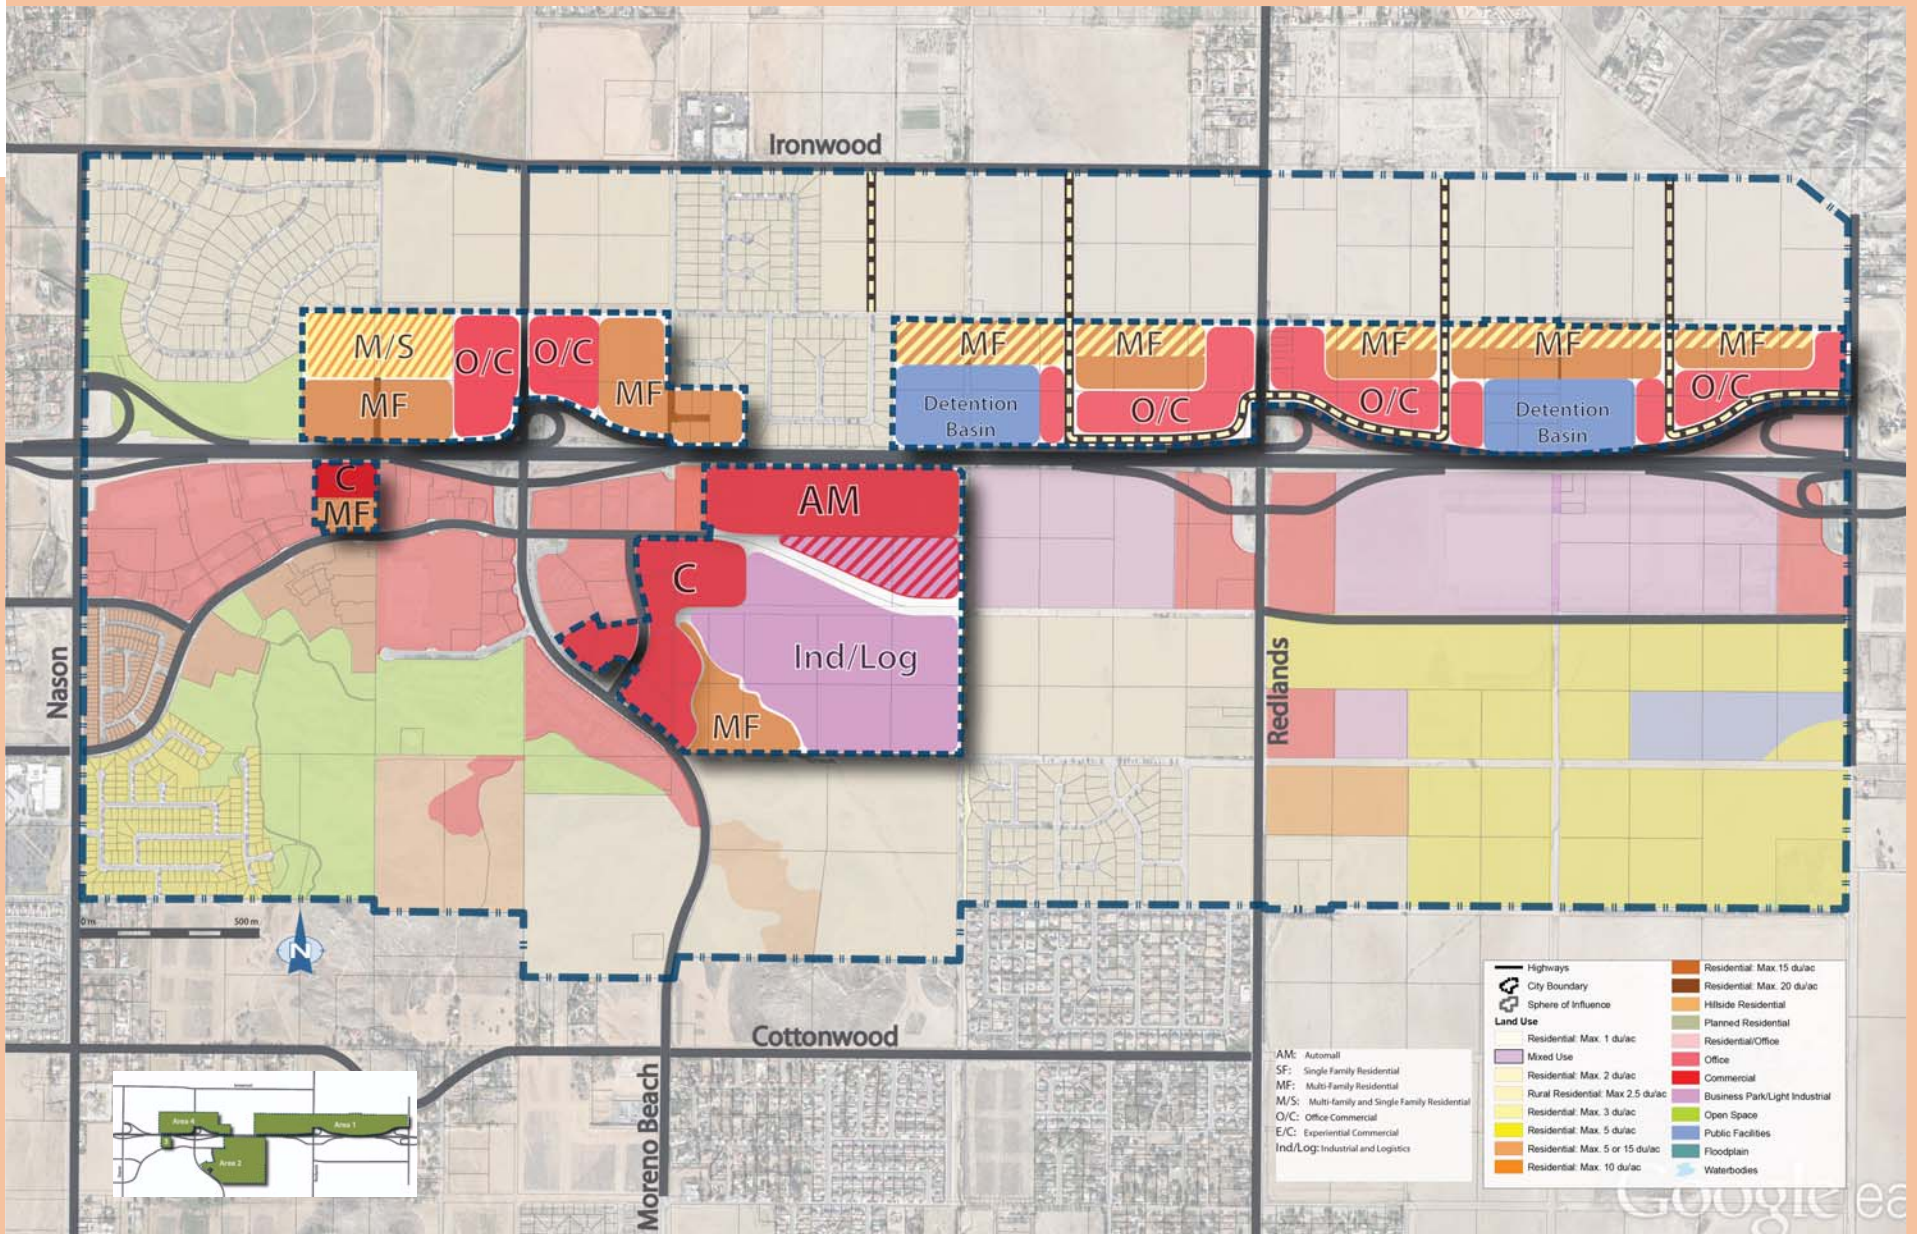 Ironwood
M/S
O/C
O/C
MF
MF
MF
MF
MF
MF
MF
Detention
Basin
O/C
O/C
Detention
Basin
O/C
MF
C
MF
AM
C
Ind/Log
MF
Nason
Redlands
0 m
500 m
N
Cottonwood
Moreno Beach
Area 4
Area 1
Area 2
AM: Automall
SF: Single Family Residential
MF: Multi-Family Residential
M/S: Multi-family and Single Family Residential
O/C: Office Commercial
E/C: Experiential Commercial
Ind/Log: Industrial and Logistics
Highways
City Boundary
Sphere of Influence
Land Use
Residential: Max. 1 du/ac
Mixed Use
Residential: Max. 2 du/ac
Rural Residential: Max 2.5 du/ac
Residential: Max. 3 du/ac
Residential: Max. 5 du/ac
Residential: Max. 5 or 15 du/ac
Residential: Max. 10 du/ac
Residential: Max.15 du/ac
Residential: Max. 20 du/ac
Hillside Residential
Planned Residential
Residential/Office
Office
Commercial
Business Park/Light Industrial
Open Space
Public Facilities
Floodplain
Waterbodies
Google ea